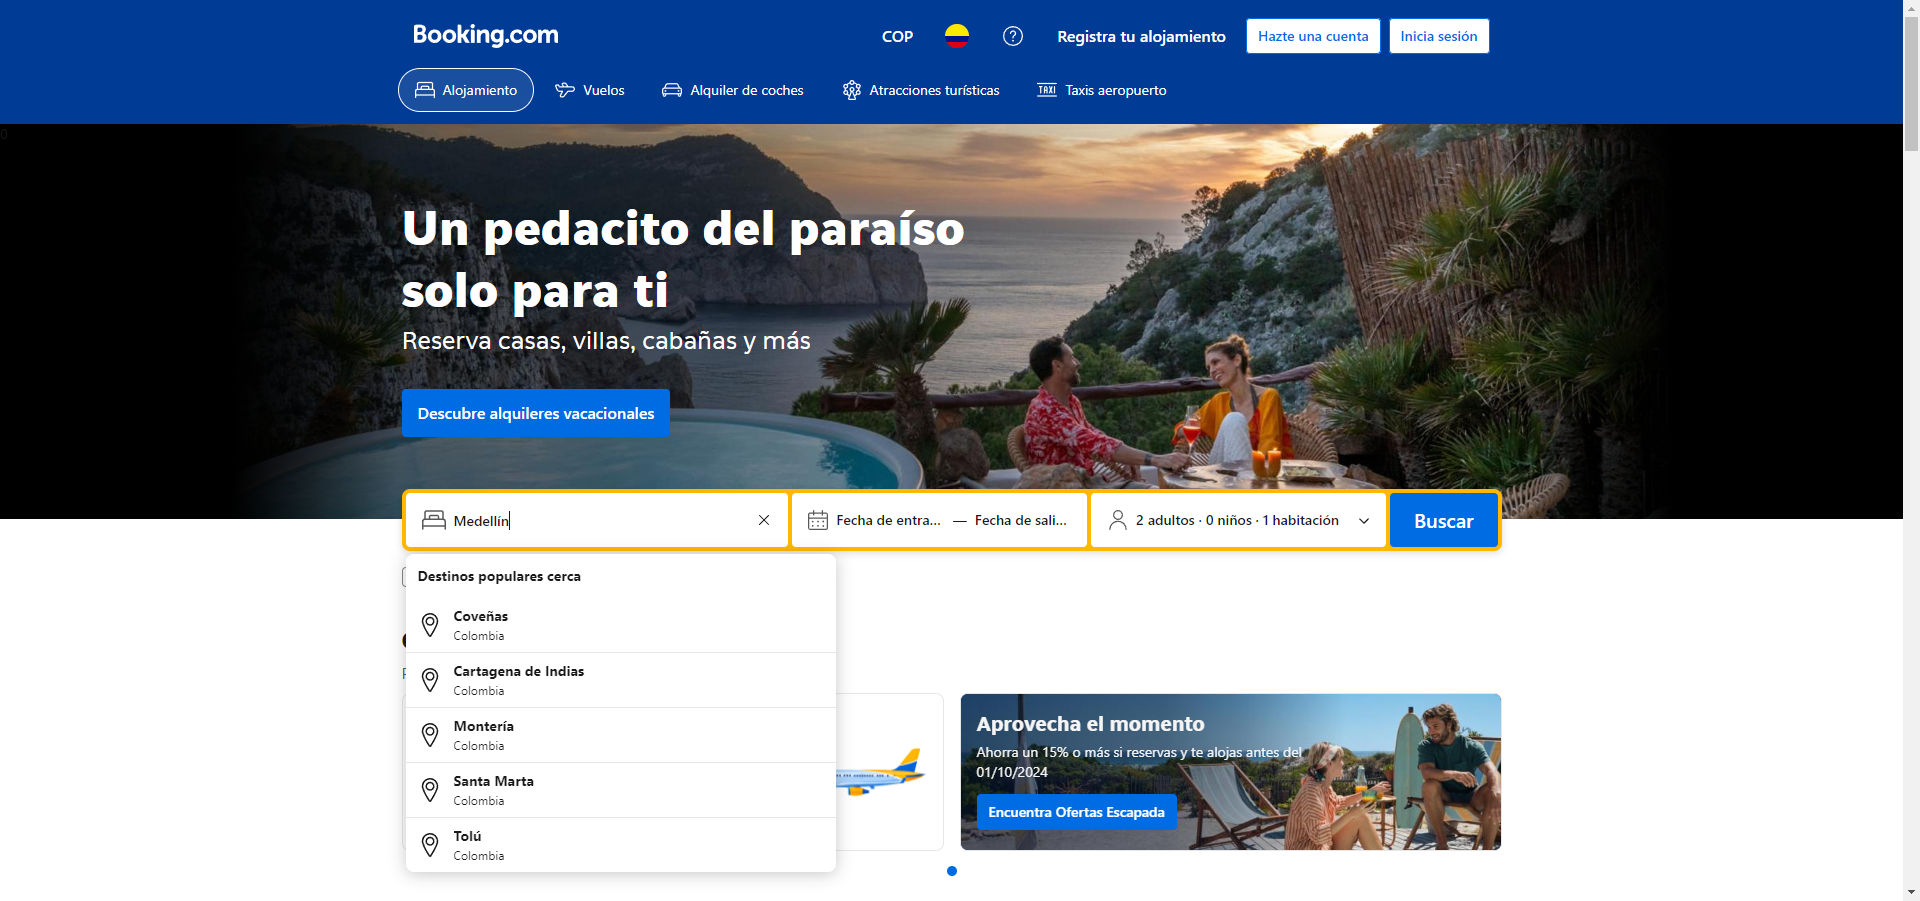 Booking.com
COP
Registra tu alojamiento
Hazte una cuenta
Inicia sesión
Alojamiento
Vuelos
Alquiler de coches
Atracciones turísticas
TAXI
Taxis aeropuerto
0
Un pedacito del paraíso
solo para ti
Reserva casas, villas, cabañas y más
Descubre alquileres vacacionales
Medellín
Fecha de entra... — Fecha de sali...
2 adultos · 0 niños · 1 habitación
Buscar
Destinos populares cerca
Coveñas
Colombia
Cartagena de Indias
Colombia
Montería
Colombia
Santa Marta
Colombia
Tolú
Colombia
Aprovecha el momento
Ahorra un 15% o más si reservas y te alojas antes del
01/10/2024
Encuentra Ofertas Escapada